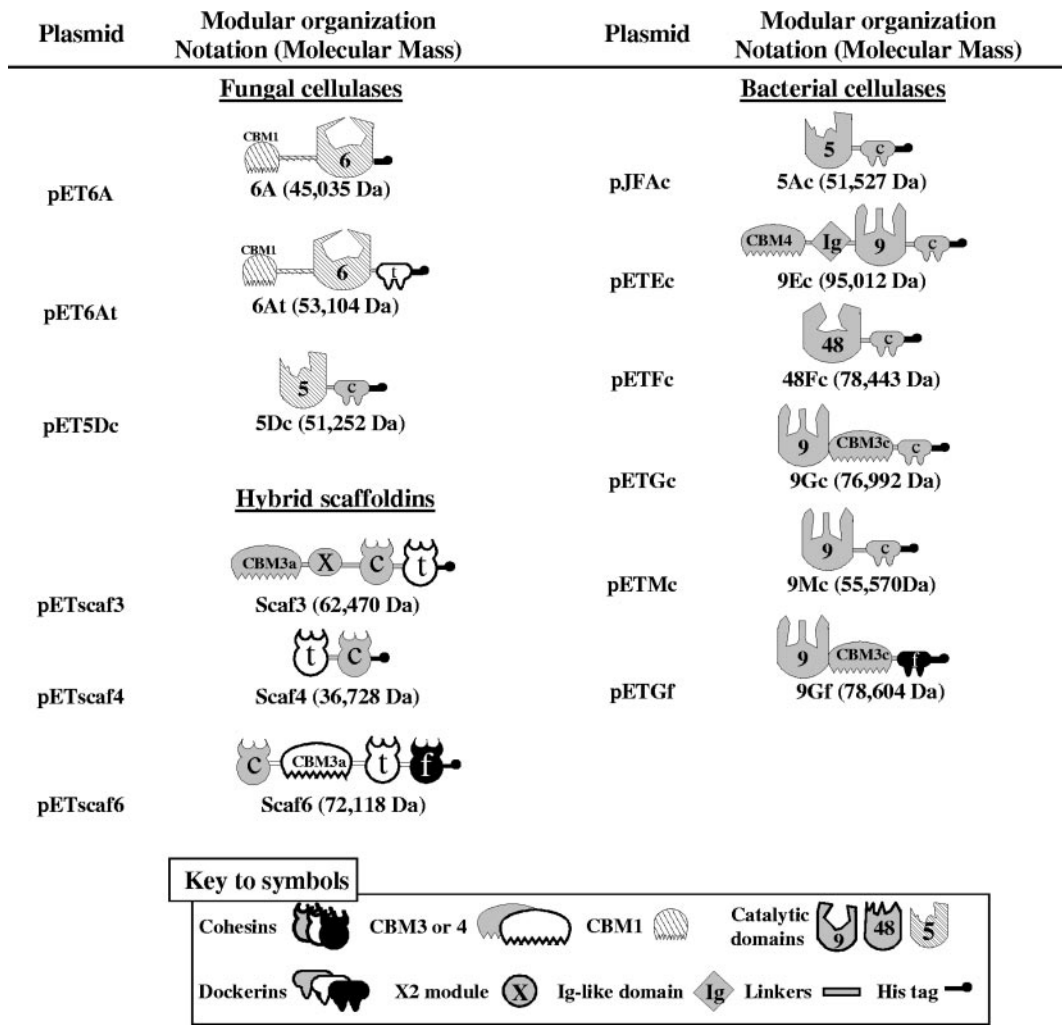 Plasmid
Modular organization
Notation (Molecular Mass)
Fungal cellulases
CBM1
6
pET6A
6A (45,035 Da)
CBM1
6
t
pET6At
6At (53,104 Da)
5
c
pET5Dc
5Dc (51,252 Da)
Hybrid scaffoldins
CBM3a X c t
pETscaf3
Scaf3 (62,470 Da)
t c
pETscaf4
Scaf4 (36,728 Da)
c CBM3a t f
pETscaf6
Scaf6 (72,118 Da)
Plasmid
Modular organization
Notation (Molecular Mass)
Bacterial cellulases
5 c
pJFAc
5Ac (51,527 Da)
CBM4 Ig 9 c
pETEc
9Ec (95,012 Da)
48 c
pETFc
48Fc (78,443 Da)
9 CBM3c c
pETGc
9Gc (76,992 Da)
9 c
pETMc
9Mc (55,570Da)
9 CBM3c f
pETGf
9Gf (78,604 Da)
Key to symbols
Cohesins CBM3 or 4 CBM1 Catalytic
domains 9 48 5
Dockerins X2 module X Ig-like domain Ig Linkers His tag